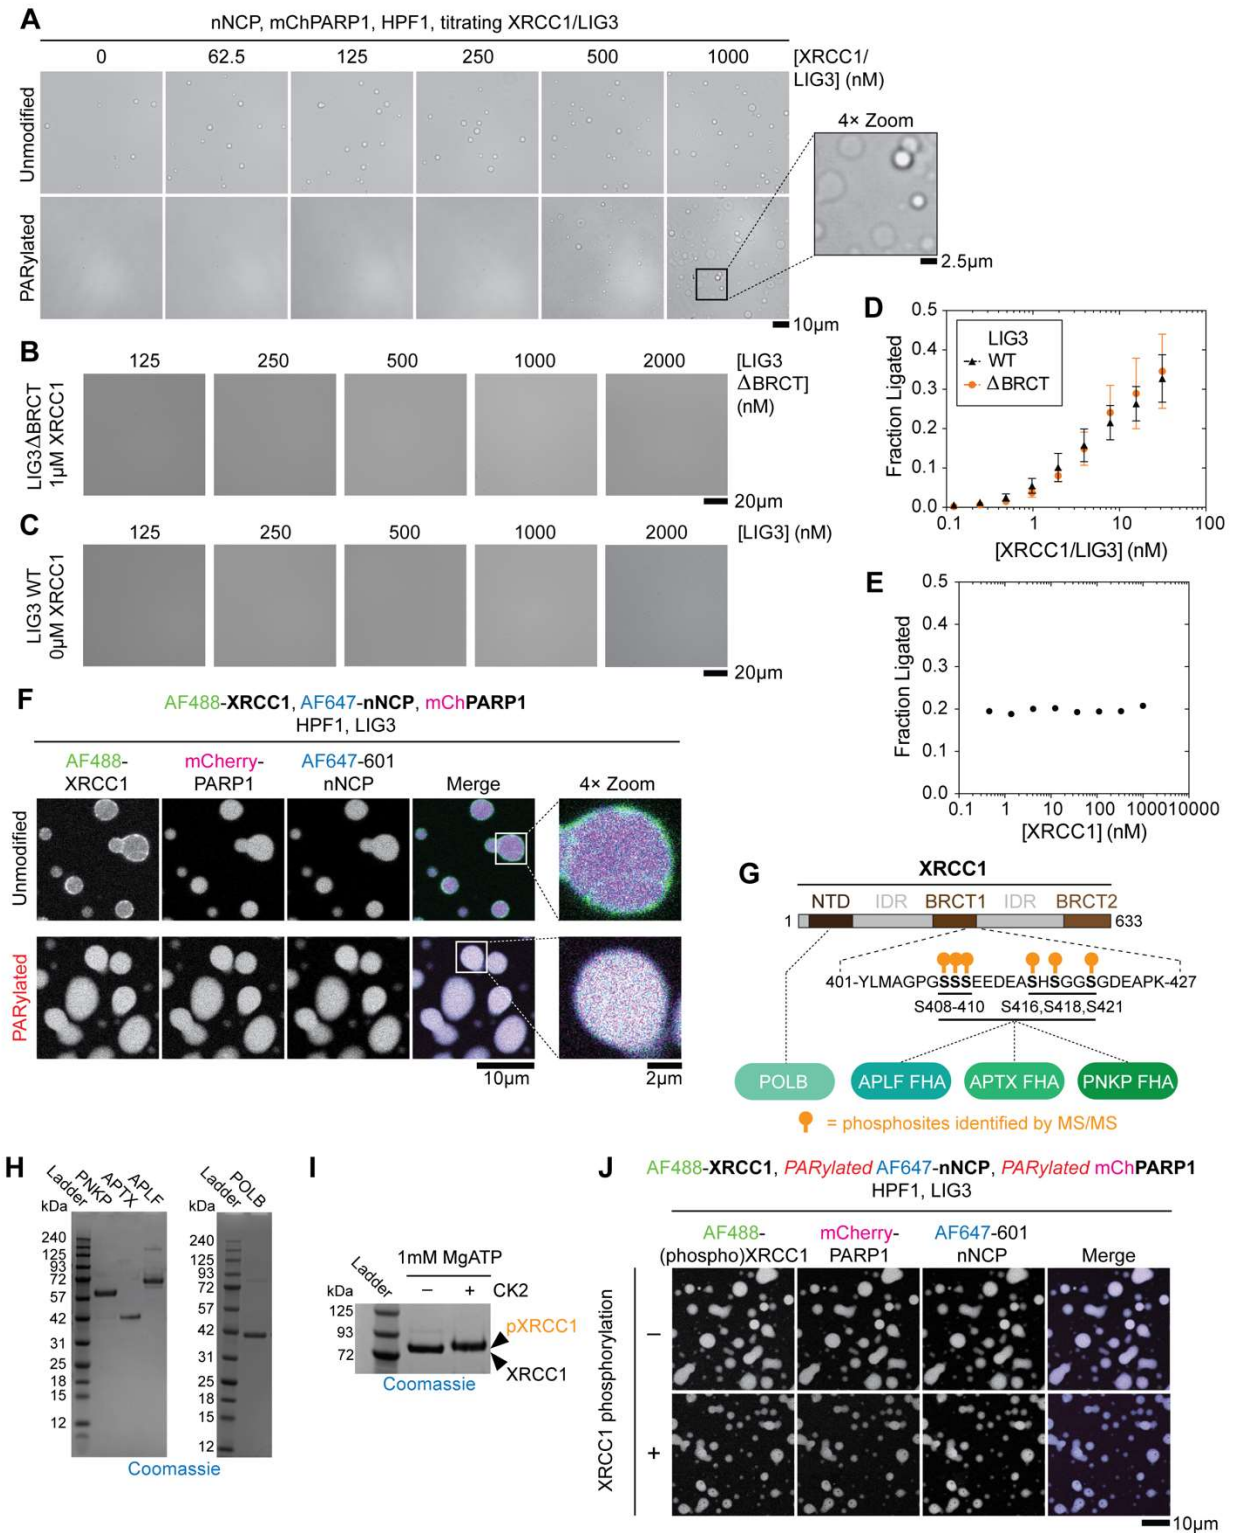 A
nNCP, mChPARP1, HPF1, titrating XRCC1/LIG3
0 62.5 125 250 500 1000 [XRCC1/
LIG3] (nM)
Unmodified
PARylated
4× Zoom
2.5μm
10μm
B
125 250 500 1000 2000 [LIG3
ΔBRCT]
(nM)
LIG3ΔBRCT
1μM XRCC1
20μm
C
125 250 500 1000 2000 [LIG3] (nM)
LIG3 WT
0μM XRCC1
20μm
D
Fraction Ligated
0.5
0.4
0.3
0.2
0.1
0.0
LIG3
WT
ΔBRCT
0.1 1 10 100
[XRCC1/LIG3] (nM)
E
Fraction Ligated
0.5
0.4
0.3
0.2
0.1
0.0
0.1 1 10 100 1000 10000
[XRCC1] (nM)
F
AF488-XRCC1, AF647-nNCP, mChPARP1
HPF1, LIG3
AF488-
XRCC1
mCherry-
PARP1
AF647-601
nNCP
Merge
4× Zoom
Unmodified
PARylated
10μm
2μm
G
XRCC1
NTD IDR BRCT1 IDR BRCT2
1 633
401-YLMAGPGSSSEEDEASHSGGSGDEAPK-427
S408-410 S416,S418,S421
POLB APLF FHA APTX FHA PNKP FHA
= phosphosites identified by MS/MS
H
Ladder PNKP APTX APLF
kDa
240
125
93
72
57
42
31
25
22
18
15
12
Ladder POLB
kDa
240
125
93
72
57
42
31
25
22
18
15
12
Coomassie
I
1mM MgATP
Ladder
kDa
– + CK2
125
93
72
pXRCC1
XRCC1
Coomassie
J
AF488-XRCC1, PARylated AF647-nNCP, PARylated mChPARP1
HPF1, LIG3
AF488-
(phospho)XRCC1
mCherry-
PARP1
AF647-601
nNCP
Merge
XRCC1 phosphorylation
–
+
10μm